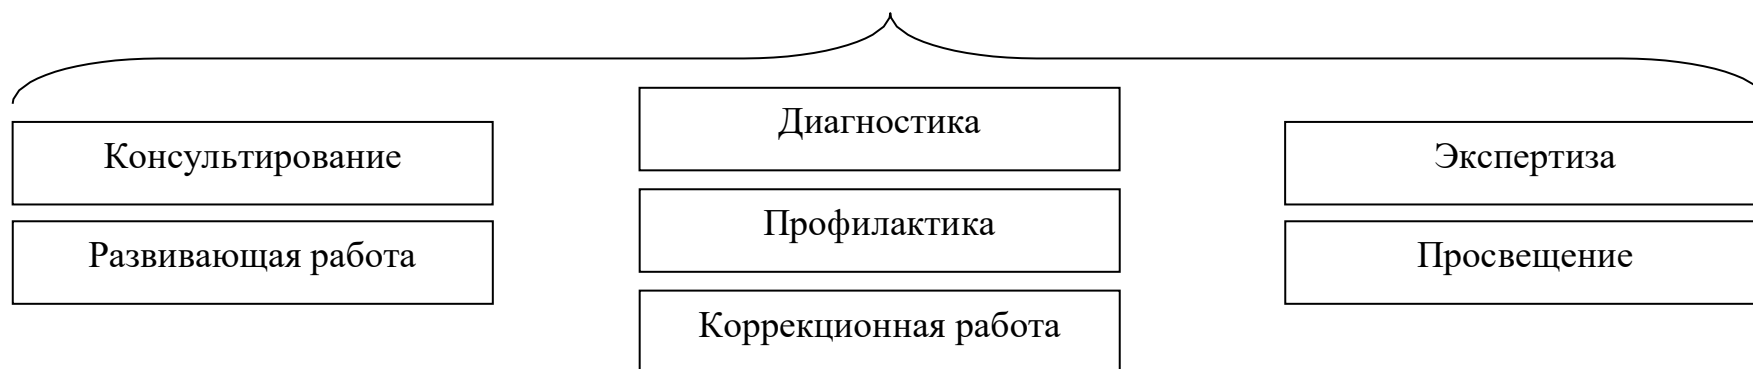 Диагностика
Консультирование
Экспертиза
Профилактика
Развивающая работа
Просвещение
Коррекционная работа